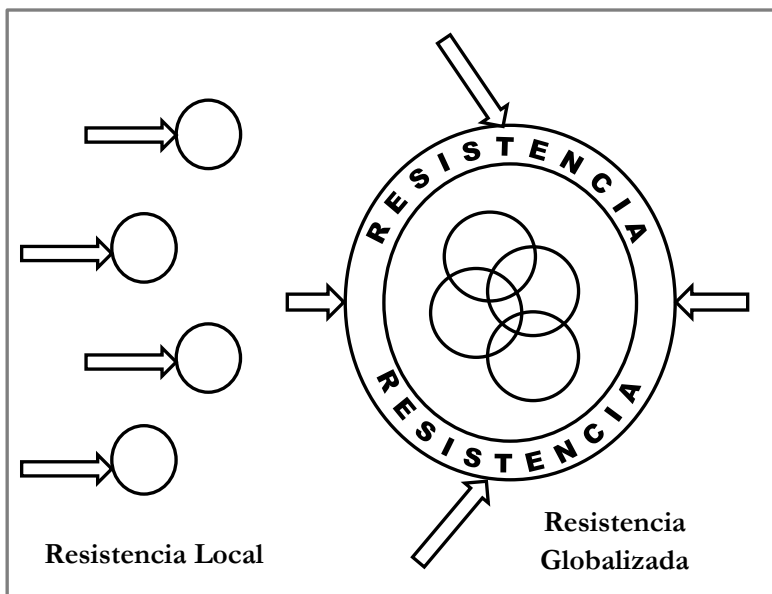 RESISTENCIA
RESISTENCIA
Resistencia Local
Resistencia
Globalizada